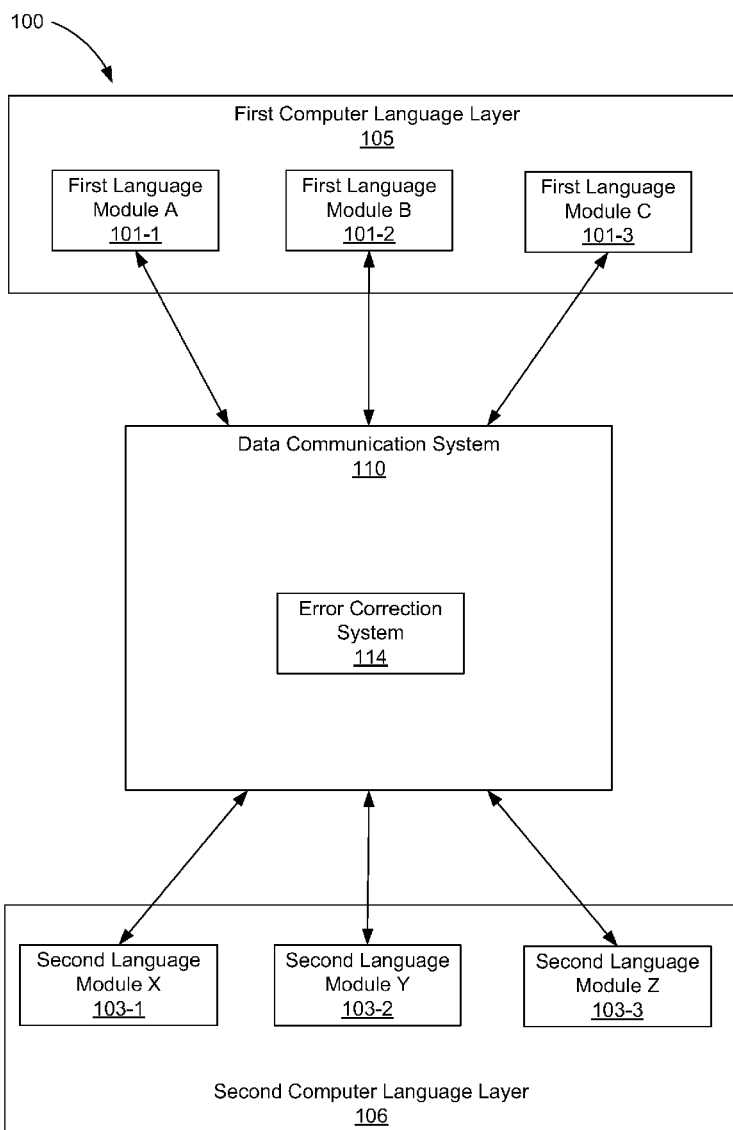 100
First Computer Language Layer
105
First Language
Module A
101-1
First Language
Module B
101-2
First Language
Module C
101-3
Data Communication System
110
Error Correction
System
114
Second Language
Module X
103-1
Second Language
Module Y
103-2
Second Language
Module Z
103-3
Second Computer Language Layer
106